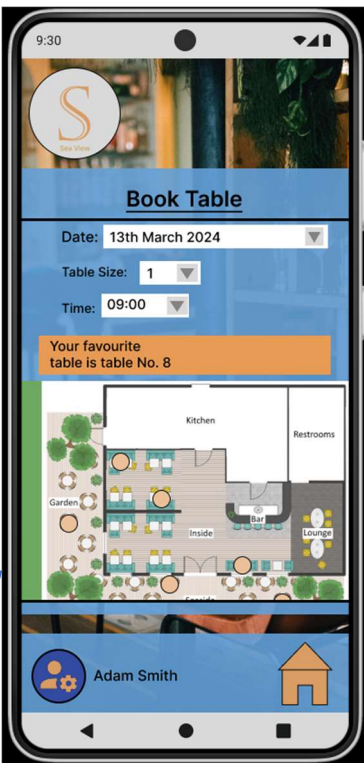 9:30
S
Sea View
Book Table
Date: 13th March 2024
Table Size: 1
Time: 09:00
Your favourite
table is table No. 8
Kitchen
Restrooms
Garden
Bar
Inside
Lounge
Seaside
Adam Smith